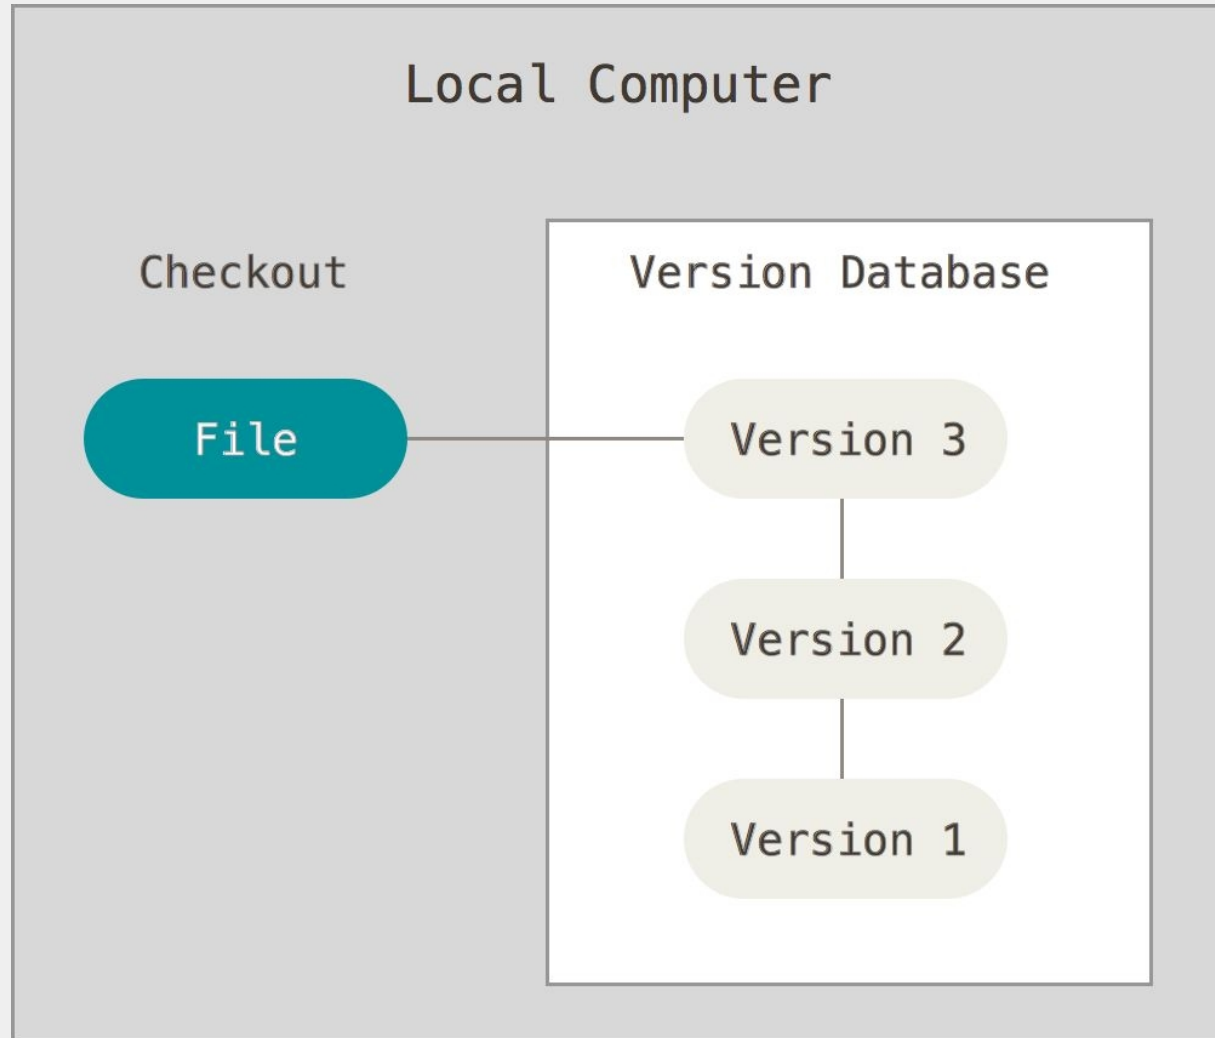 Local Computer
Checkout
Version Database
File
Version 3
Version 2
Version 1